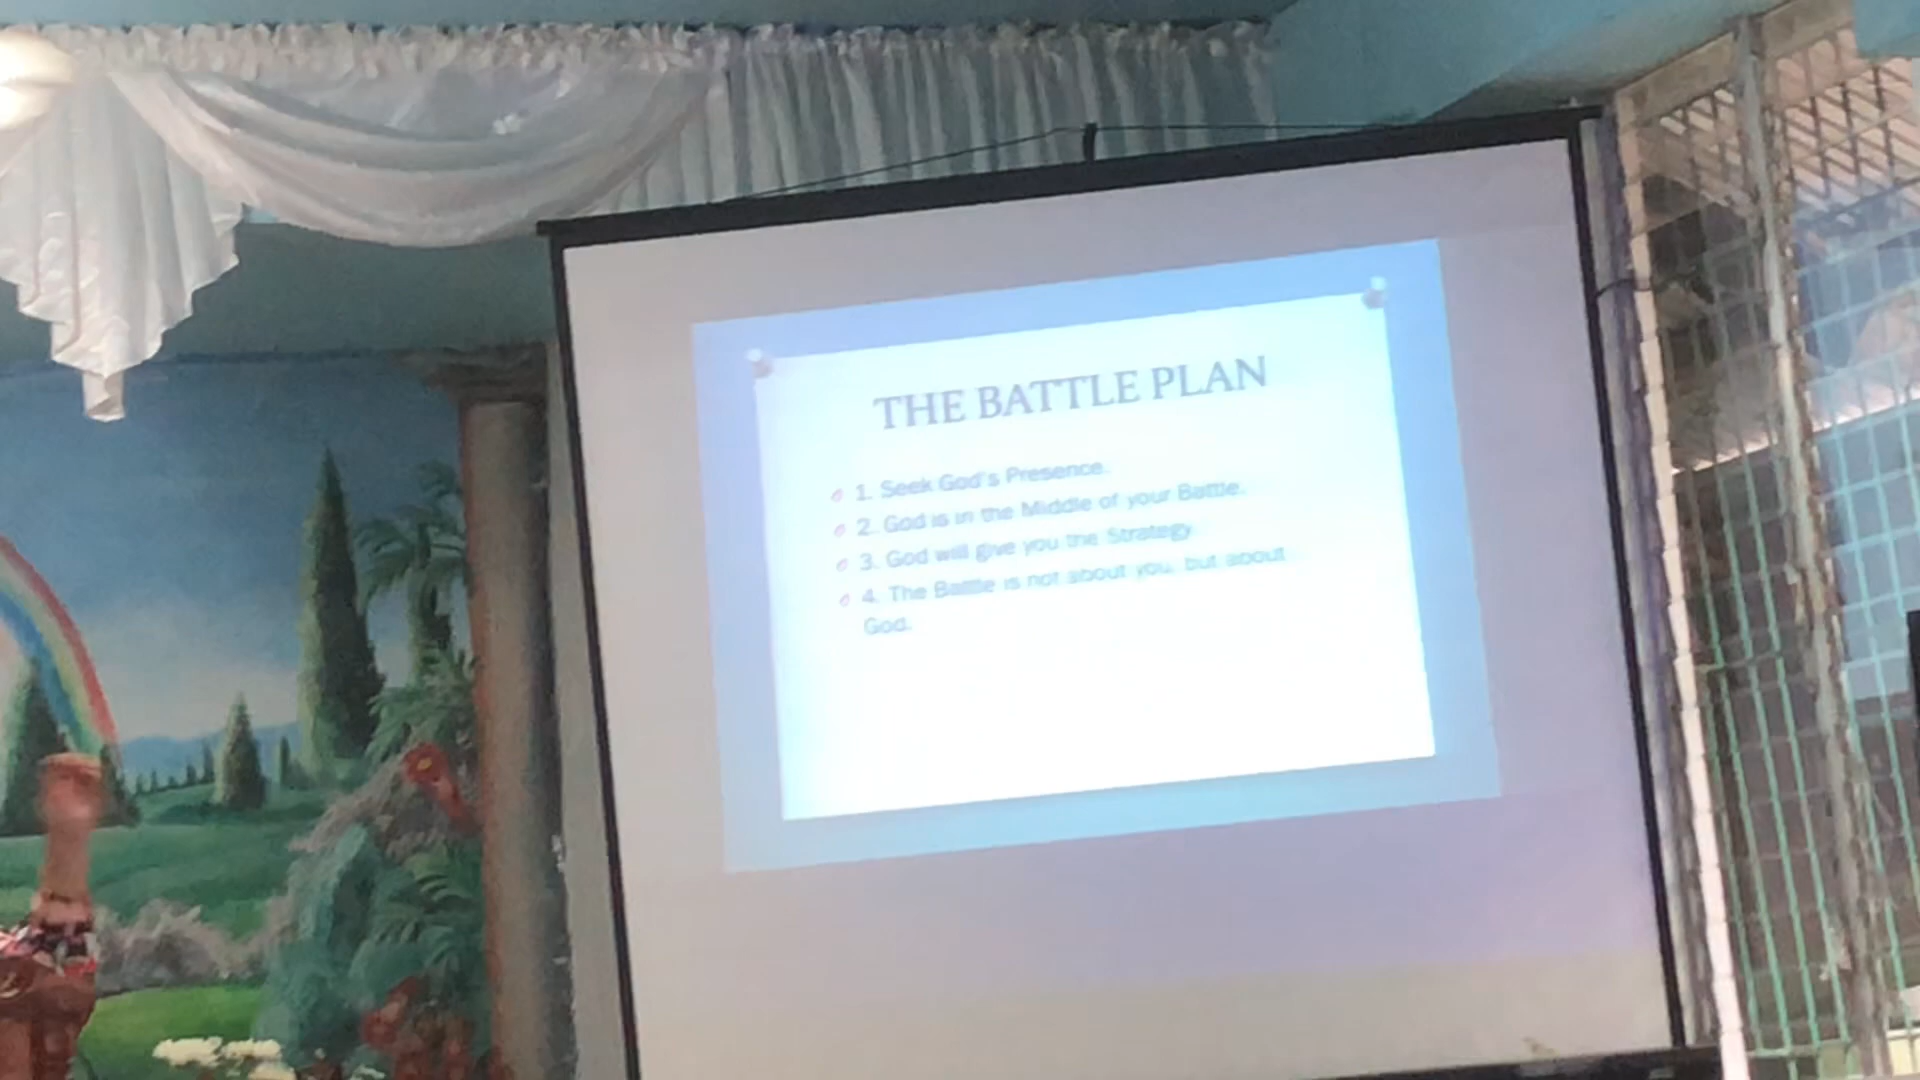 THE BATTLE PLAN
1. Seek God's Presence.
2. God is in the Middle of your Battle.
3. God will give you the Strategy.
4. The Battle is not about you, but about
God.